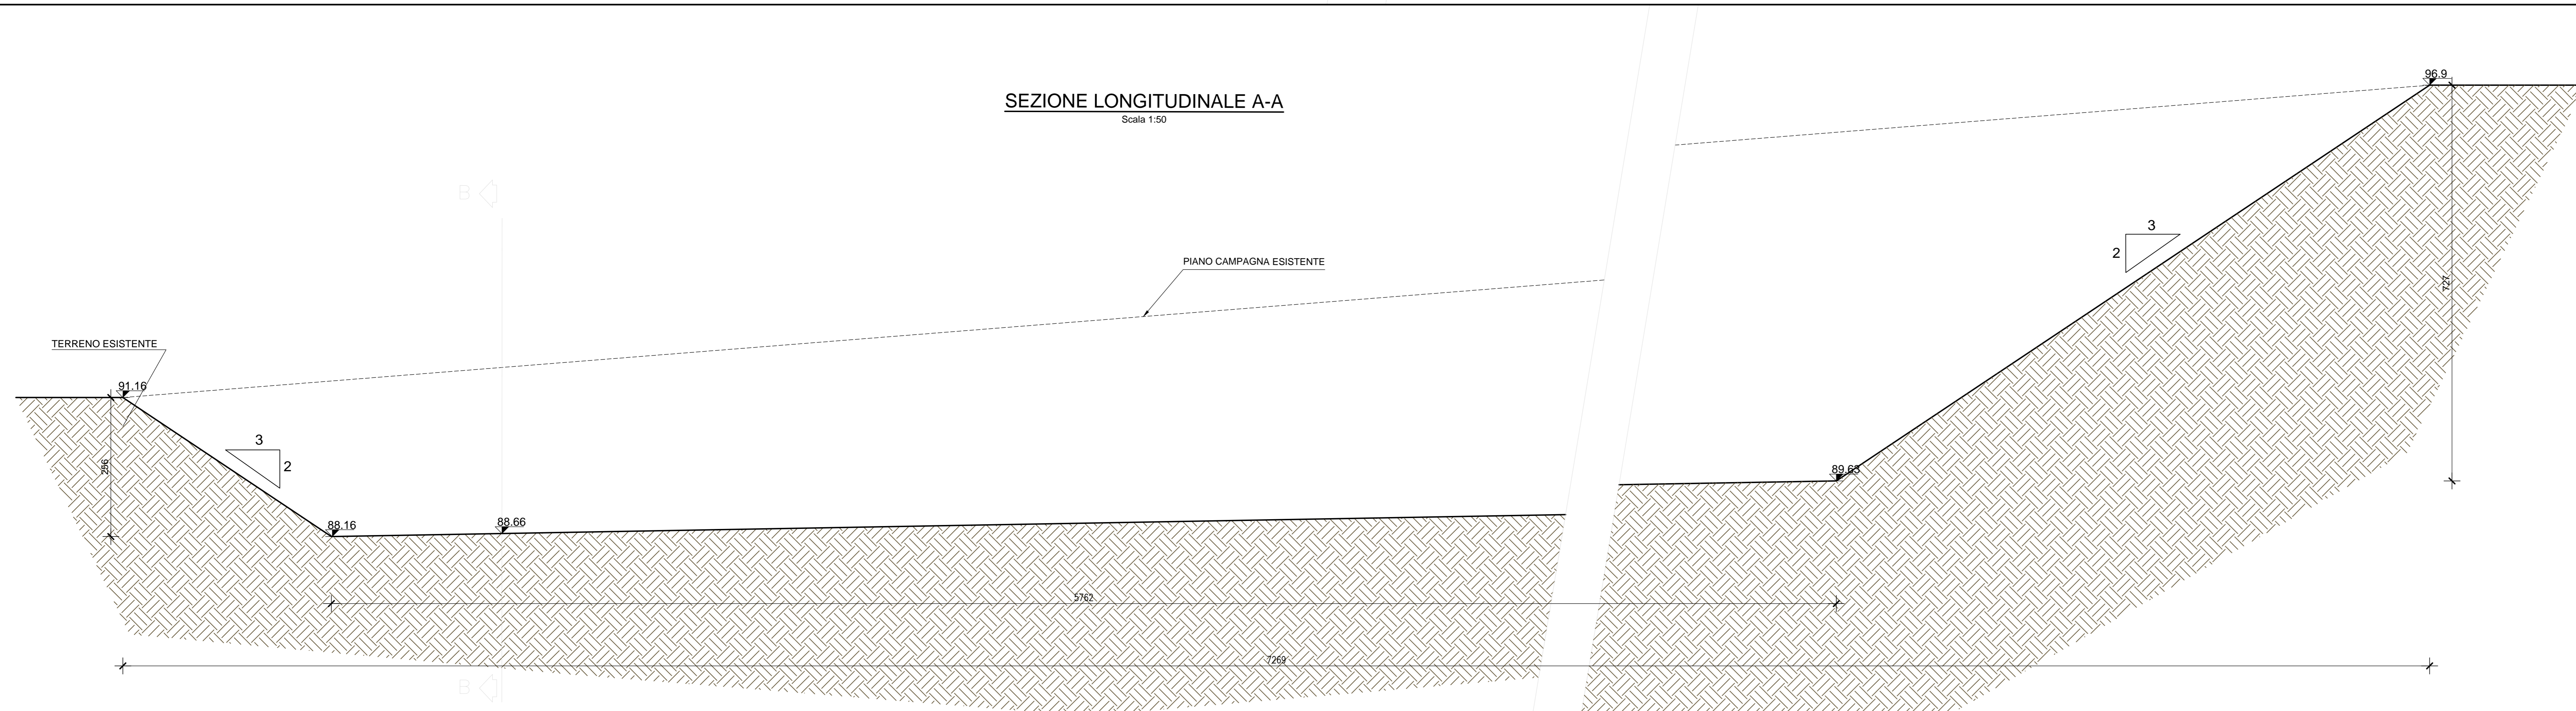 96.9
SEZIONE LONGITUDINALE A-A
Scala 1:50
B
3
2
PIANO CAMPAGNA ESISTENTE
727
TERRENO ESISTENTE
91.16
3
2
256
89.63
88.16
88.66
5762
7269
B